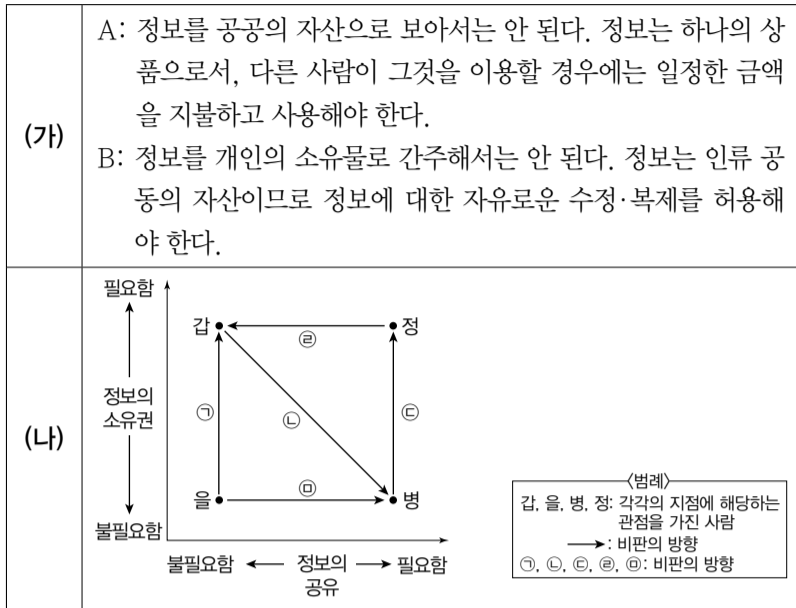 (가)
A: 정보를 공공의 자산으로 보아서는 안 된다. 정보는 하나의 상
품으로서, 다른 사람이 그것을 이용할 경우에는 일정한 금액
을 지불하고 사용해야 한다.
B: 정보를 개인의 소유물로 간주해서는 안 된다. 정보는 인류 공
동의 자산이므로 정보에 대한 자유로운 수정·복제를 허용해
야 한다.
(나)
필요함
갑
㉣
정
정보의
소유권
㉠
㉡
㉢
을
㉤
병
불필요함
불필요함
정보의
공유
필요함
〈범례〉
갑, 을, 병, 정: 각각의 지점에 해당하는
관점을 가진 사람
⟶: 비판의 방향
㉠, ㉡, ㉢, ㉣, ㉤: 비판의 방향